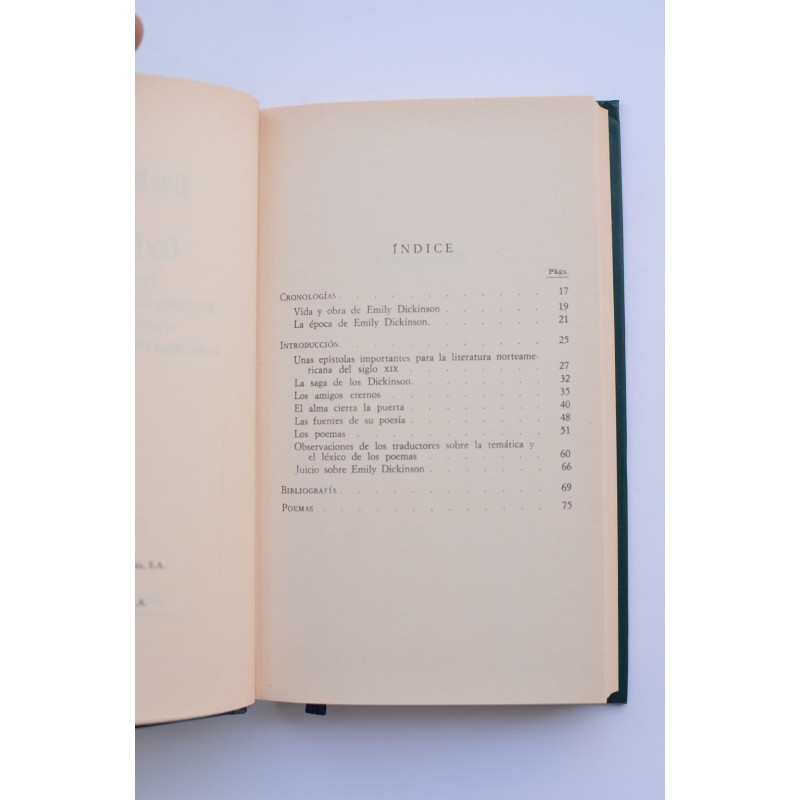 S.A.
A.
ÍNDICE
Págs.
CRONOLOGÍAS. . . . . . . . . . . . 17
Vida y obra de Emily Dickinson . . . . . 19
La época de Emily Dickinson. . . . . . 21
INTRODUCCIÓN. . . . . . . . . . . . 25
Unas epístolas importantes para la literatura norteame-
ricana del siglo XIX . . . . . . . . 27
La saga de los Dickinson. . . . . . . 32
Los amigos eternos . . . . . . . . 35
El alma cierra la puerta . . . . . . . 40
Las fuentes de su poesía. . . . . . . 48
Los poemas . . . . . . . . . . 51
Observaciones de los traductores sobre la temática y
el léxico de los poemas . . . . . . . 60
Juicio sobre Emily Dickinson . . . . . . 66
BIBLIOGRAFÍA. . . . . . . . . . . . 69
POEMAS . . . . . . . . . . . . . 75